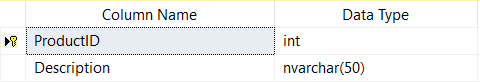 Column Name Data Type
ProductID int
Description nvarchar(50)